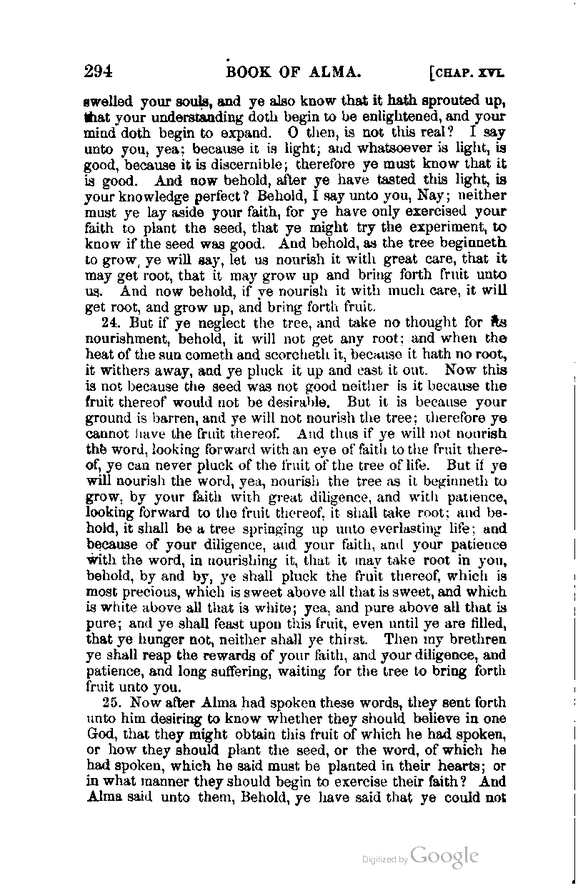 294 BOOK OF ALMA. [CHAP. XVI.
swelled your souls, and ye also know that it hath sprouted up,
that your understanding doth begin to be enlightened, and your
mind doth begin to expand. O then, is not this real? I say
unto you, yea; because it is light; and whatsoever is light, is
good, because it is discernible; therefore ye must know that it
is good. And now behold, after ye have tasted this light, is
your knowledge perfect? Behold, I say unto you, Nay; neither
must ye lay aside your faith, for ye have only exercised your
faith to plant the seed, that ye might try the experiment, to
know if the seed was good. And behold, as the tree beginneth
to grow, ye will say, let us nourish it with great care, that it
may get root, that it may grow up and bring forth fruit unto
us. And now behold, if ye nourish it with much care, it will
get root, and grow up, and bring forth fruit.
24. But if ye neglect the tree, and take no thought for its
nourishment, behold, it will not get any root; and when the
heat of the sun cometh and scorcheth it, because it hath no root,
it withers away, and ye pluck it up and cast it out. Now this
is not because the seed was not good neither is it because the
fruit thereof would not be desirable. But it is because your
ground is barren, and ye will not nourish the tree; therefore ye
cannot have the fruit thereof. And thus if ye will not nourish
the word, looking forward with an eye of faith to the fruit there-
of, ye can never pluck of the fruit of the tree of life. But if ye
will nourish the word, yea, nourish the tree as it beginneth to
grow, by your faith with great diligence, and with patience,
looking forward to the fruit thereof, it shall take root; and be-
hold, it shall be a tree springing up unto everlasting life; and
because of your diligence, and your faith, and your patience
with the word, in nourishing it, that it may take root in you,
behold, by and by, ye shall pluck the fruit thereof, which is
most precious, which is sweet above all that is sweet, and which
is white above all that is white; yea, and pure above all that is
pure; and ye shall feast upon this fruit, even until ye are filled,
that ye hunger not, neither shall ye thirst. Then my brethren
ye shall reap the rewards of your faith, and your diligence, and
patience, and long suffering, waiting for the tree to bring forth
fruit unto you.
25. Now after Alma had spoken these words, they sent forth
unto him desiring to know whether they should believe in one
God, that they might obtain this fruit of which he had spoken,
or how they should plant the seed, or the word, of which he
had spoken, which he said must be planted in their hearts; or
in what manner they should begin to exercise their faith? And
Alma said unto them, Behold, ye have said that ye could not
Digitized by Google